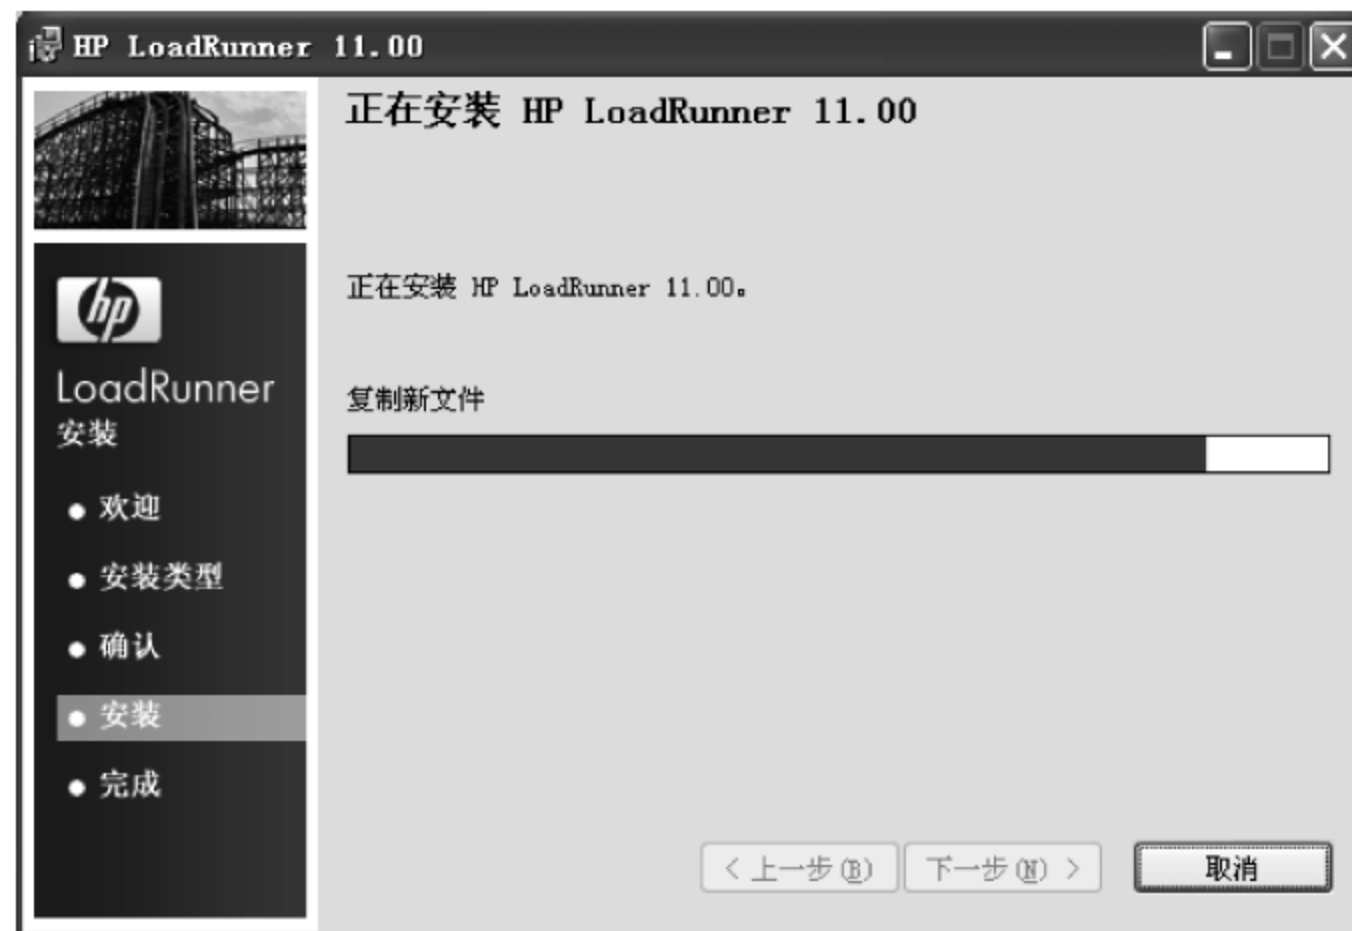 HP LoadRunner 11.00
正在安装 HP LoadRunner 11.00
正在安装 HP LoadRunner 11.00。
hp
LoadRunner
安装
复制新文件
欢迎
安装类型
确认
安装
完成
< 上一步(B)
下一步(N) >
取消